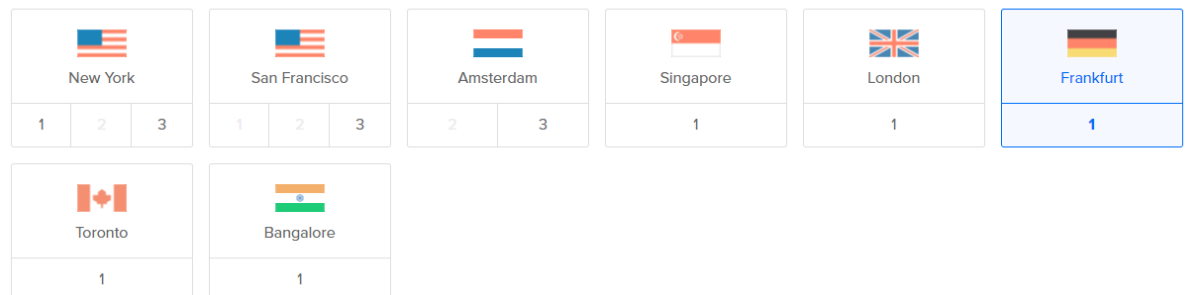 New York
San Francisco
Amsterdam
Singapore
London
Frankfurt
1 2 3
1 2 3
2 3
1
1
1
Toronto
Bangalore
1
1